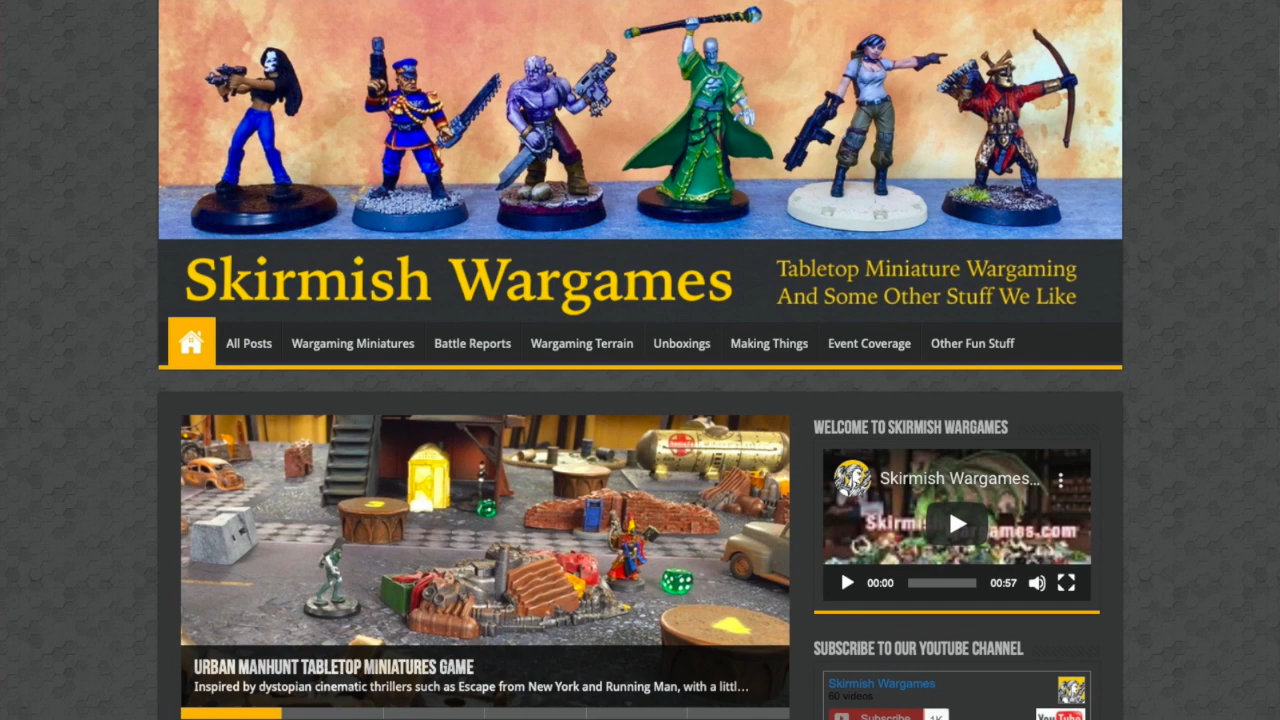 Skirmish Wargames
Tabletop Miniature Wargaming
And Some Other Stuff We Like
All Posts
Wargaming Miniatures
Battle Reports
Wargaming Terrain
Unboxings
Making Things
Event Coverage
Other Fun Stuff
URBAN MANHUNT TABLETOP MINIATURES GAME
Inspired by dystopian cinematic thrillers such as Escape from New York and Running Man, with a littl...
WELCOME TO SKIRMISH WARGAMES
Skirmish Wargames...
00:00
00:57
SUBSCRIBE TO OUR YOUTUBE CHANNEL
Skirmish Wargames
60 videos
Subscribe
1K
You Tube